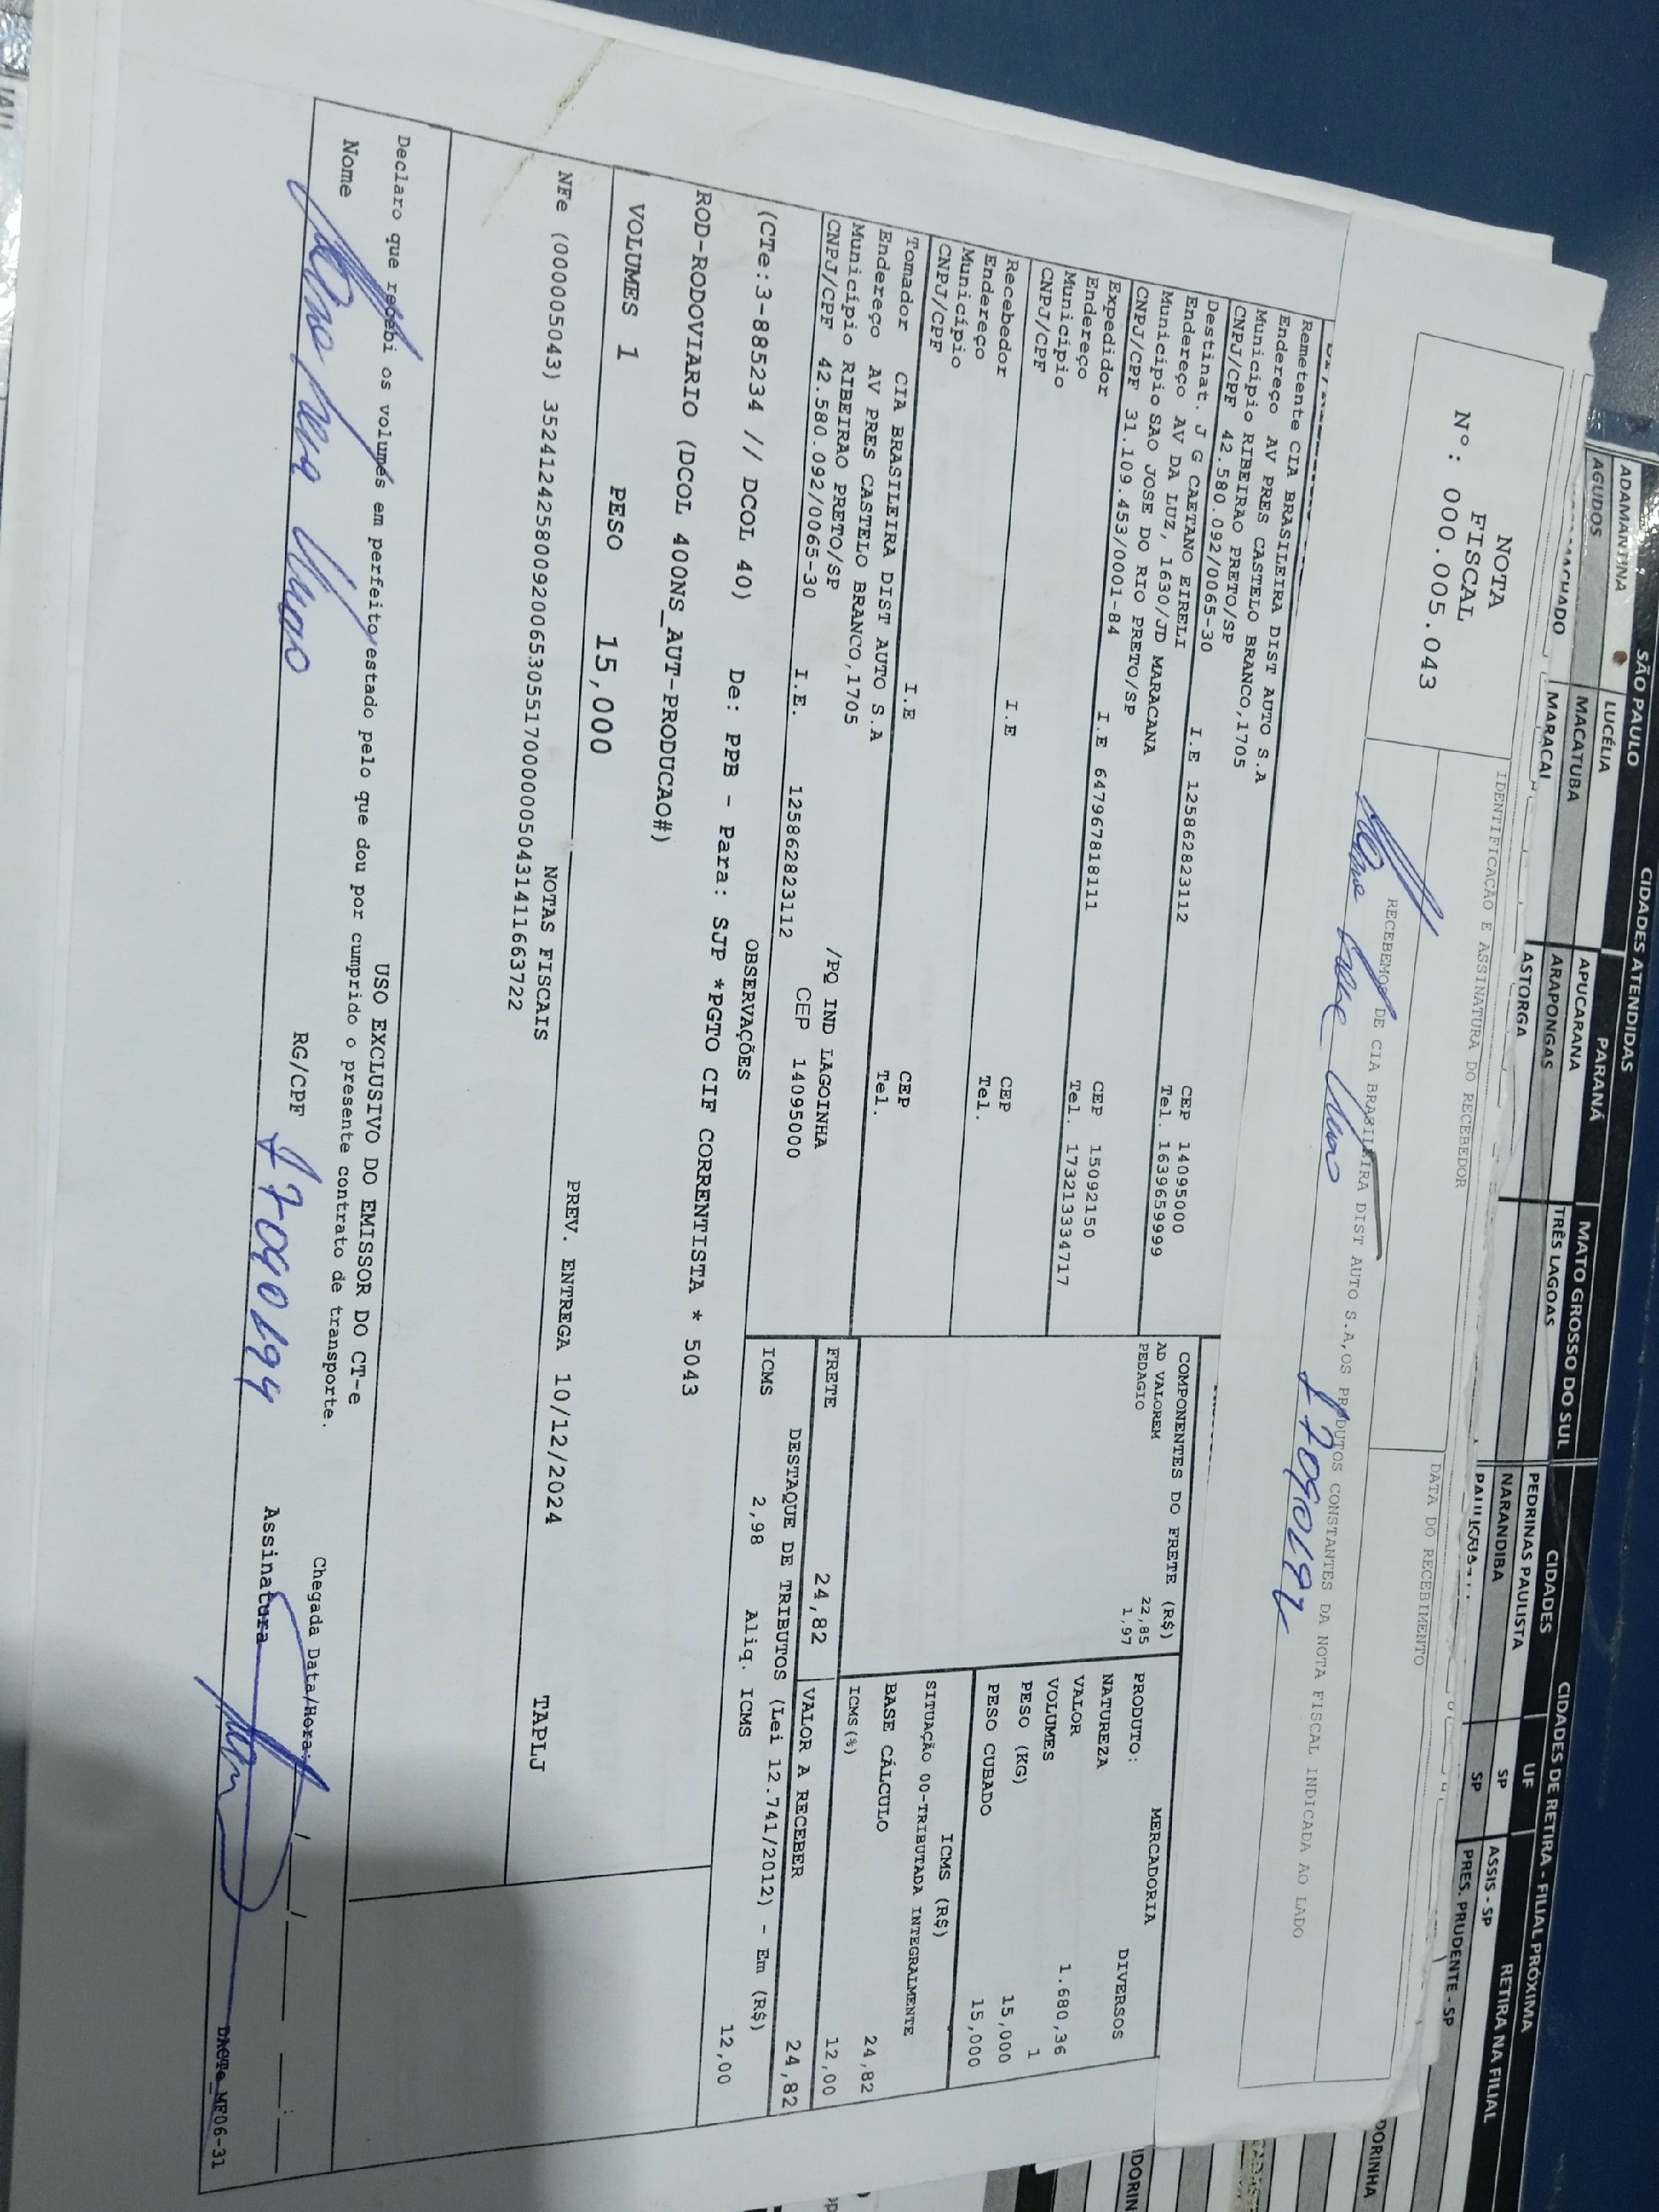 SÃO PAULO
CIDADES ATENDIDAS
CIDADES DE RETIRA - FILIAL PRÓXIMA
ADAMANTINA
LUCÉLIA
PARANÁ
MATO GROSSO DO SUL
CIDADES
UF
RETIRA NA FILIAL
AGUDOS
MACATUBA
APUCARANA
TRÊS LAGOAS
PEDRINAS PAULISTA
SP
ASSIS - SP
MARACAI
ARAPONGAS
NARANDIBA
SP
PRES. PRUDENTE - SP
ASTORGA
NOTA
FISCAL
Nº: 000.005.043
IDENTIFICAÇÃO E ASSINATURA DO RECEBEDOR
DATA DO RECEBIMENTO
RECEBEMOS DE CIA BRASILEIRA DIST AUTO S.A, OS PRODUTOS CONSTANTES DA NOTA FISCAL INDICADA AO LADO
Remetente CIA BRASILEIRA DIST AUTO S.A
Endereço AV PRES CASTELO BRANCO,1705
Município RIBEIRAO PRETO/SP CEP 14095000
CNPJ/CPF 42.580.092/0065-30 I.E 125862823112 Tel. 1639659999
Destinat. J G CAETANO EIRELI
Endereço AV DA LUZ, 1630/JD MARACANA
Município SAO JOSE DO RIO PRETO/SP CEP 15092150
CNPJ/CPF 31.109.453/0001-84 I.E 647967818111 Tel. 173213334717
Expedidor
Endereço
Município CEP
CNPJ/CPF I.E Tel.
Recebedor
Endereço
Município CEP
CNPJ/CPF I.E Tel.
Tomador CIA BRASILEIRA DIST AUTO S.A
Endereço AV PRES CASTELO BRANCO,1705 /PQ IND LAGOINHA
Município RIBEIRAO PRETO/SP CEP 14095000
CNPJ/CPF 42.580.092/0065-30 I.E. 125862823112
COMPONENTES DO FRETE (R$)
AD VALOREM 22,85
PEDAGIO 1,97
FRETE 24,82
MERCADORIA
PRODUTO: DIVERSOS
NATUREZA
VALOR 1.680,36
VOLUMES 1
PESO (KG) 15,000
PESO CUBADO 15,000
ICMS (R$)
SITUAÇÃO 00-TRIBUTADA INTEGRALMENTE
BASE CÁLCULO 24,82
ICMS(%) 12,00
VALOR A RECEBER 24,82
DESTAQUE DE TRIBUTOS (Lei 12.741/2012) - Em (R$)
ICMS 2,98 Aliq. ICMS 12,00
OBSERVAÇÕES
(CTe:3-885234 // DCOL 40) De: PPB - Para: SJP *PGTO CIF CORRENTISTA * 5043
ROD-RODOVIARIO (DCOL 400NS_AUT-PRODUCAO#)
VOLUMES 1 PESO 15,000 PREV. ENTREGA 10/12/2024 TAPLJ
NOTAS FISCAIS
NFe (000005043) 35241242580092006530551700000050431411663722
USO EXCLUSIVO DO EMISSOR DO CT-e
Declaro que recebi os volumes em perfeito estado pelo que dou por cumprido o presente contrato de transporte.
Chegada Data/Hora:
Nome
RG/CPF
Assinatura
DACTe_MF06-31